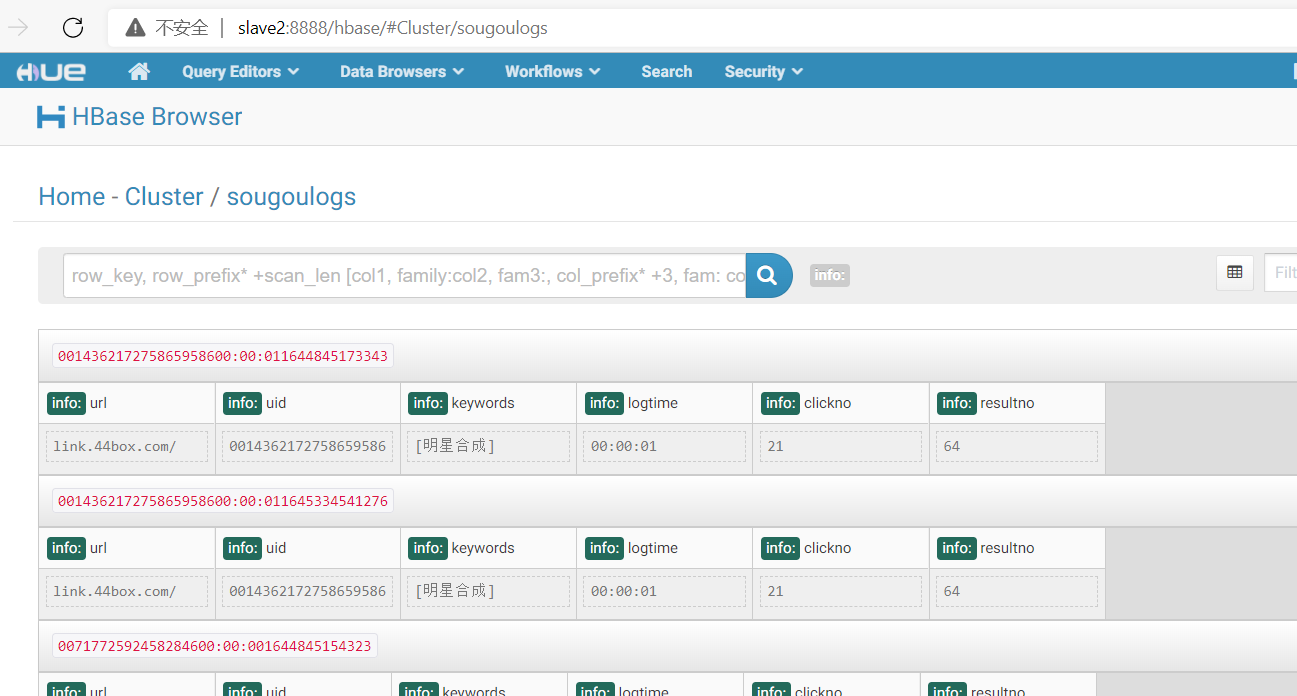 不安全 | slave2:8888/hbase/#Cluster/sougoulogs
HUE Query Editors Data Browsers Workflows Search Security
HBase Browser
Home - Cluster / sougoulogs
row_key, row_prefix* +scan_len [col1, family:col2, fam3:, col_prefix* +3, fam: co info: Filt
001436217275865958600:00:011644845173343
info: url info: uid info: keywords info: logtime info: clickno info: resultno
link.44box.com/ 0014362172758659586 [明星合成] 00:00:01 21 64
001436217275865958600:00:011645334541276
info: url info: uid info: keywords info: logtime info: clickno info: resultno
link.44box.com/ 0014362172758659586 [明星合成] 00:00:01 21 64
0071772592458284600:00:001644845154323
info: url info: uid info: keywords info: logtime info: clickno info: resultno